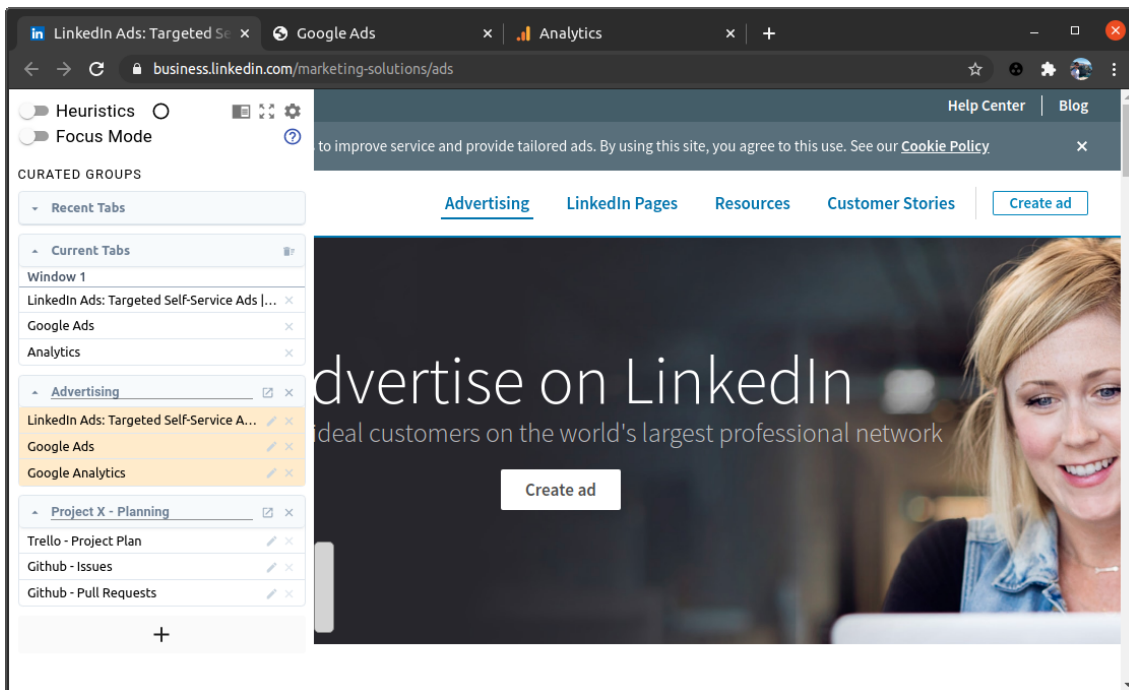 LinkedIn Ads: Targeted Se
Google Ads
Analytics
business.linkedin.com/marketing-solutions/ads
Heuristics
Focus Mode
CURATED GROUPS
Recent Tabs
Current Tabs
Window 1
LinkedIn Ads: Targeted Self-Service Ads |...
Google Ads
Analytics
Advertising
LinkedIn Ads: Targeted Self-Service A...
Google Ads
Google Analytics
Project X - Planning
Trello - Project Plan
Github - Issues
Github - Pull Requests
+
Help Center | Blog
to improve service and provide tailored ads. By using this site, you agree to this use. See our Cookie Policy
Advertising LinkedIn Pages Resources Customer Stories Create ad
dvertise on LinkedIn
ideal customers on the world's largest professional network
Create ad